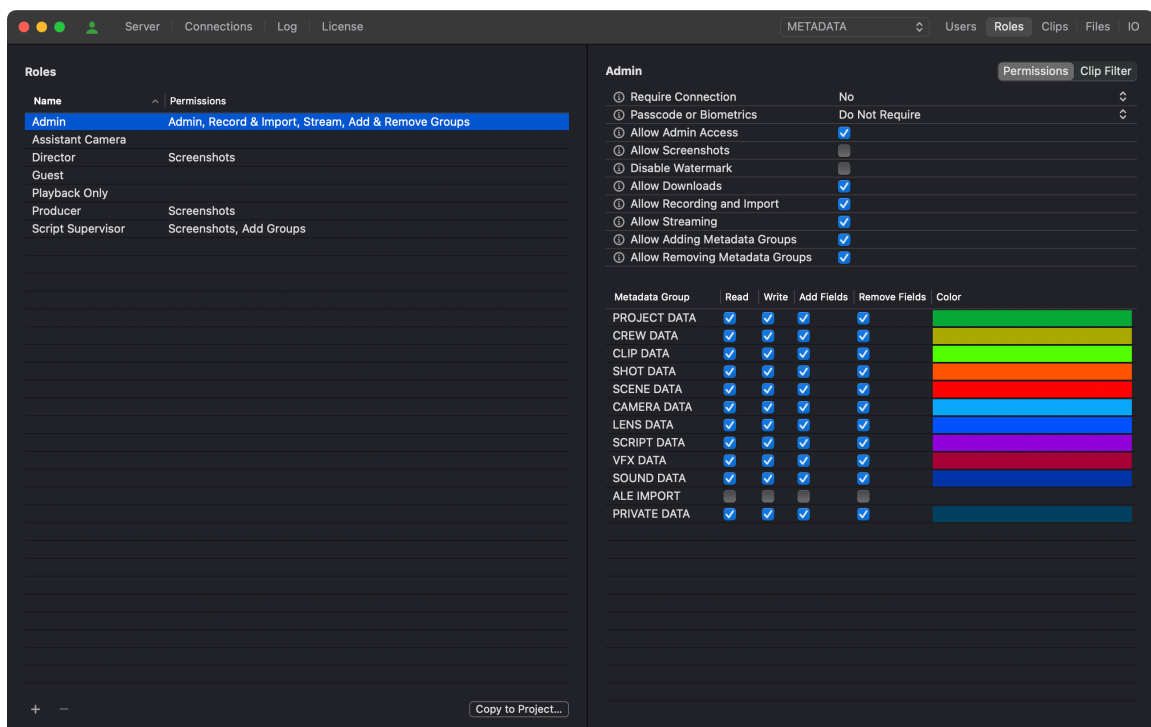 Server Connections Log License METADATA Users Roles Clips Files IO
Roles
Name Permissions
Admin Admin, Record & Import, Stream, Add & Remove Groups
Assistant Camera
Director Screenshots
Guest
Playback Only
Producer Screenshots
Script Supervisor Screenshots, Add Groups
Copy to Project...
Admin Permissions Clip Filter
Require Connection No
Passcode or Biometrics Do Not Require
Allow Admin Access
Allow Screenshots
Disable Watermark
Allow Downloads
Allow Recording and Import
Allow Streaming
Allow Adding Metadata Groups
Allow Removing Metadata Groups
Metadata Group Read Write Add Fields Remove Fields Color
PROJECT DATA
CREW DATA
CLIP DATA
SHOT DATA
SCENE DATA
CAMERA DATA
LENS DATA
SCRIPT DATA
VFX DATA
SOUND DATA
ALE IMPORT
PRIVATE DATA